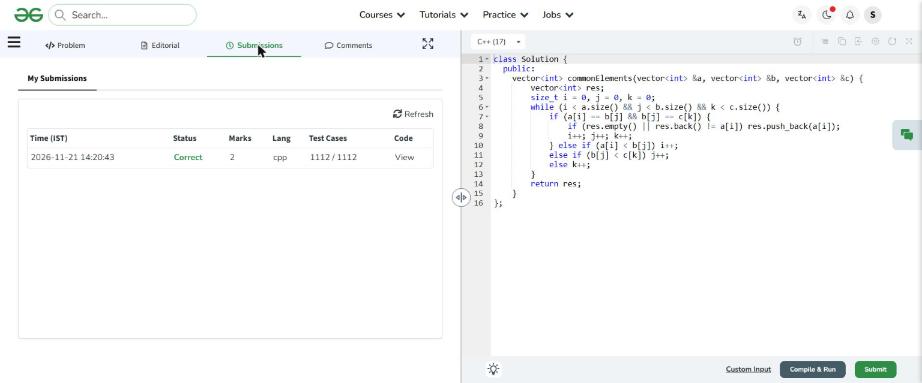 Search...
Courses
Tutorials
Practice
Jobs
S
</> Problem
Editorial
Submissions
Comments
My Submissions
Refresh
Time (IST) Status Marks Lang Test Cases Code
2026-11-21 14:20:43 Correct 2 cpp 1112 / 1112 View
C++ (17)
1 class Solution {
2 public:
3 vector<int> commonElements(vector<int> &a, vector<int> &b, vector<int> &c) {
4 vector<int> res;
5 size_t i = 0, j = 0, k = 0;
6 while (i < a.size() && j < b.size() && k < c.size()) {
7 if (a[i] == b[j] && b[j] == c[k]) {
8 if (res.empty() || res.back() != a[i]) res.push_back(a[i]);
9 i++; j++; k++;
10 } else if (a[i] < b[j]) i++;
11 else if (b[j] < c[k]) j++;
12 else k++;
13 }
14 return res;
15 }
16 };
Custom Input
Compile & Run
Submit